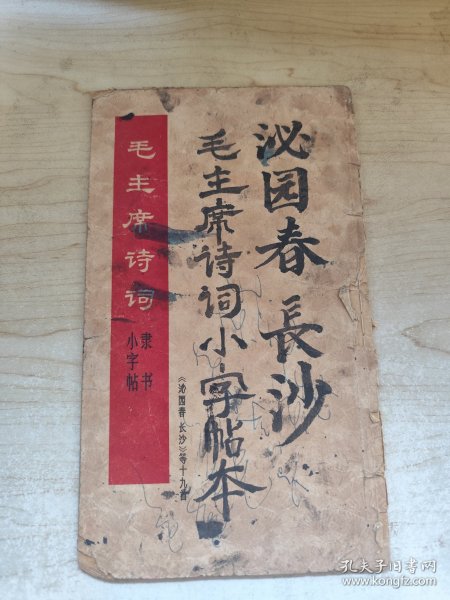 泌园春 長沙
毛主席诗词小字帖本
《沁园春 长沙》等十九首
毛主席诗词
隶书
小字帖
孔夫子旧书网
www.kongfz.com